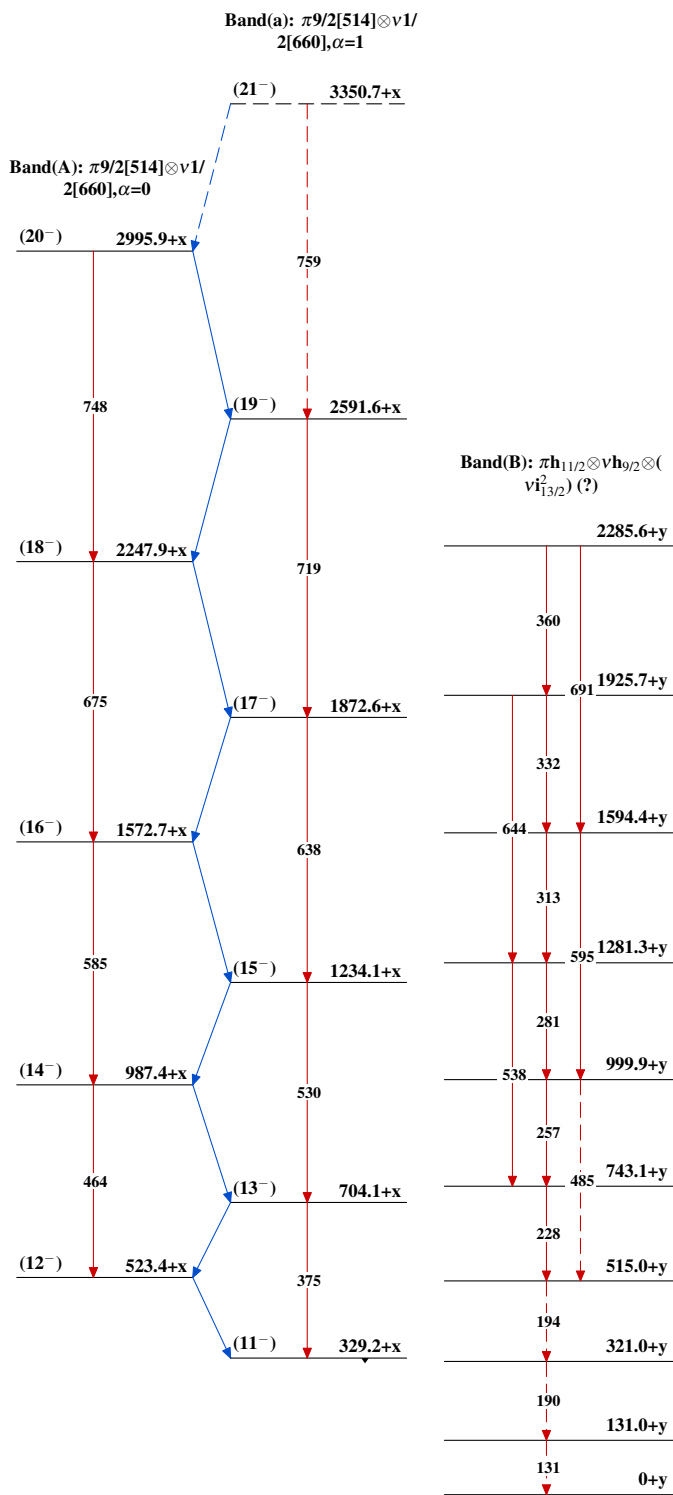 Band(a): π9/2[514]⊗ν1/
2[660],α=1
(21⁻) 3350.7+x
Band(A): π9/2[514]⊗ν1/
2[660],α=0
(20⁻) 2995.9+x
759
748
(19⁻) 2591.6+x
Band(B): πh₁₁/₂⊗νh₉/₂⊗(
νi²₁₃/₂) (?)
(18⁻) 2247.9+x
2285.6+y
719
360
675
691
(17⁻) 1872.6+x
1925.7+y
332
(16⁻) 1572.7+x
1594.4+y
644
638
313
585
595
(15⁻) 1234.1+x
1281.3+y
281
(14⁻) 987.4+x
999.9+y
538
530
257
464
485
(13⁻) 704.1+x
743.1+y
228
(12⁻) 523.4+x
515.0+y
375
194
(11⁻) 329.2+x
321.0+y
190
131.0+y
131
0+y